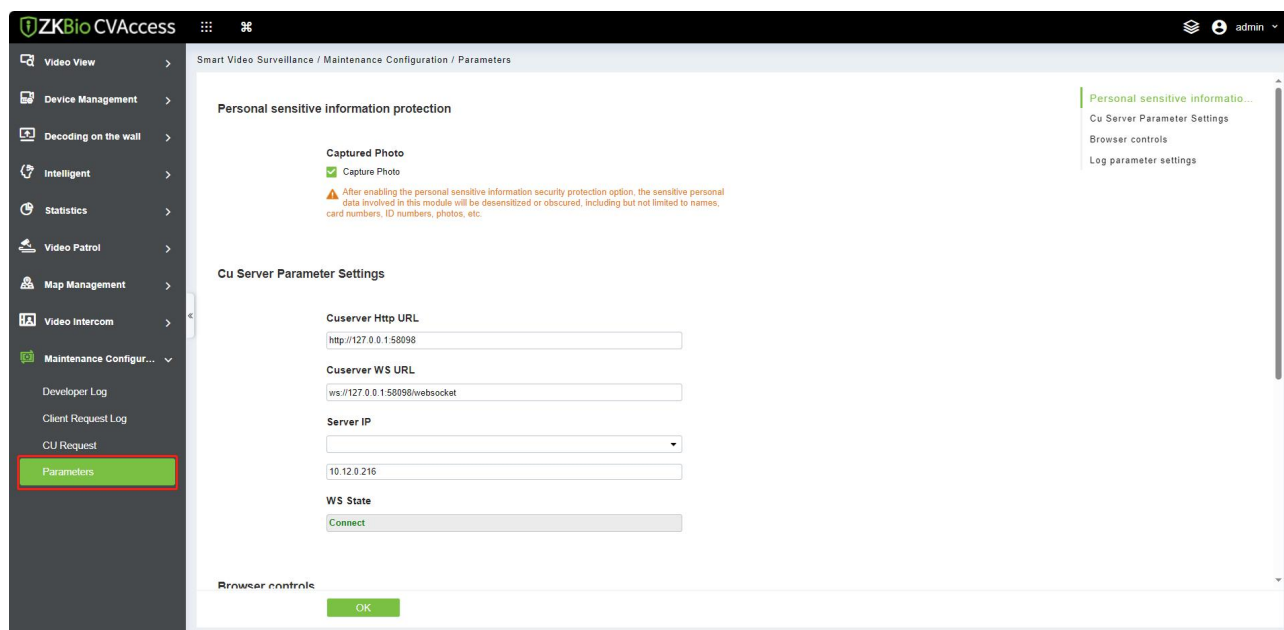 ZKBio CVAccess
admin
Video View
Device Management
Decoding on the wall
Intelligent
Statistics
Video Patrol
Map Management
Video Intercom
Maintenance Configur...
Developer Log
Client Request Log
CU Request
Parameters
Smart Video Surveillance / Maintenance Configuration / Parameters
Personal sensitive information protection
Captured Photo
Capture Photo
After enabling the personal sensitive information security protection option, the sensitive personal
data involved in this module will be desensitized or obscured, including but not limited to names,
card numbers, ID numbers, photos, etc.
Cu Server Parameter Settings
Cuserver Http URL
http://127.0.0.1:58098
Cuserver WS URL
ws://127.0.0.1:58098/websocket
Server IP
10.12.0.216
WS State
Connect
Browser controls
OK
Personal sensitive informatio...
Cu Server Parameter Settings
Browser controls
Log parameter settings